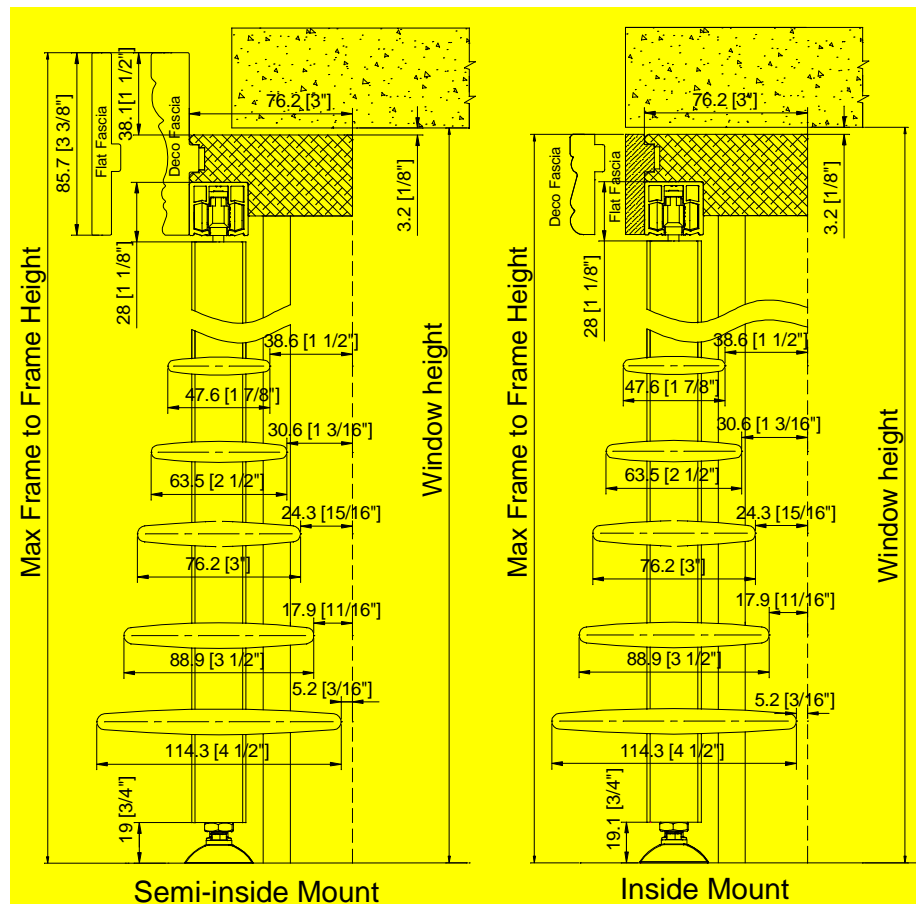 Max Frame to Frame Height
85.7 [3 3/8"]
Flat Fascia
38.1[1 1/2"]
Deco Fascia
76.2 [3"]
3.2 [1/8"]
28 [1 1/8"]
38.6 [1 1/2"]
47.6 [1 7/8"]
30.6 [1 3/16"]
63.5 [2 1/2"]
24.3 [15/16"]
76.2 [3"]
17.9 [11/16"]
88.9 [3 1/2"]
5.2 [3/16"]
114.3 [4 1/2"]
19 [3/4"]
Window height
Semi-inside Mount
Max Frame to Frame Height
Deco Fascia
Flat Fascia
76.2 [3"]
3.2 [1/8"]
28 [1 1/8"]
38.6 [1 1/2"]
47.6 [1 7/8"]
30.6 [1 3/16"]
63.5 [2 1/2"]
24.3 [15/16"]
76.2 [3"]
17.9 [11/16"]
88.9 [3 1/2"]
5.2 [3/16"]
114.3 [4 1/2"]
19.1 [3/4"]
Window height
Inside Mount